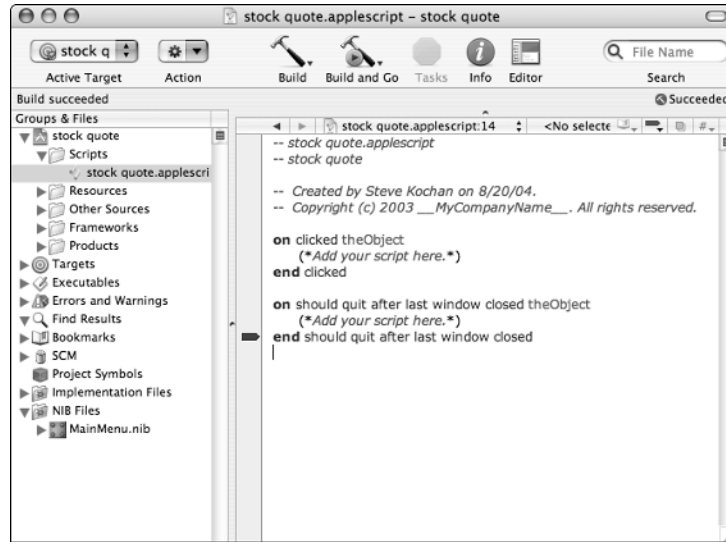 stock quote.applescript – stock quote
stock q
File Name
Active Target
Action
Build
Build and Go
Tasks
Info
Editor
Search
Build succeeded
Succeeded
Groups & Files
stock quote
Scripts
stock quote.applescri
Resources
Other Sources
Frameworks
Products
Targets
Executables
Errors and Warnings
Find Results
Bookmarks
SCM
Project Symbols
Implementation Files
NIB Files
MainMenu.nib
stock quote.applescript:14
<No selecte
#
-- stock quote.applescript
-- stock quote
-- Created by Steve Kochan on 8/20/04.
-- Copyright (c) 2003 __MyCompanyName__. All rights reserved.
on clicked theObject
(*Add your script here.*)
end clicked
on should quit after last window closed theObject
(*Add your script here.*)
end should quit after last window closed